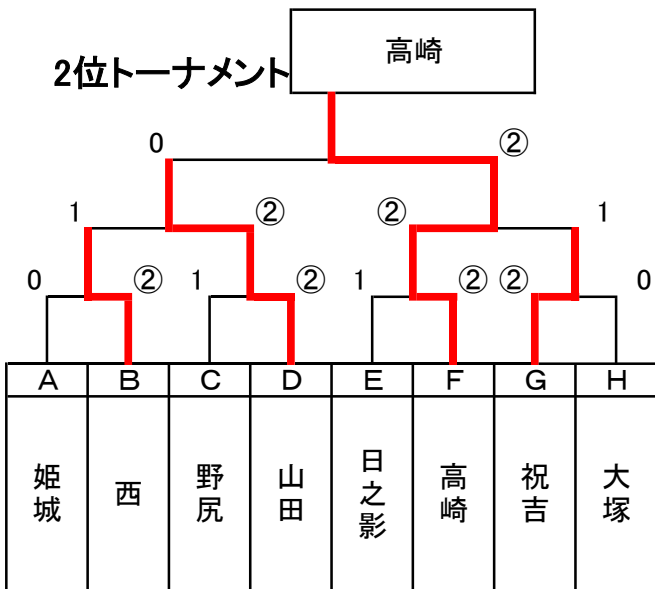 高崎
2位トーナメント
0 ②
1 ② ② 1
0 ② 1 ② 1 ② ② 0
A B C D E F G H
姫城 西 野尻 山田 日之影 高崎 祝吉 大塚